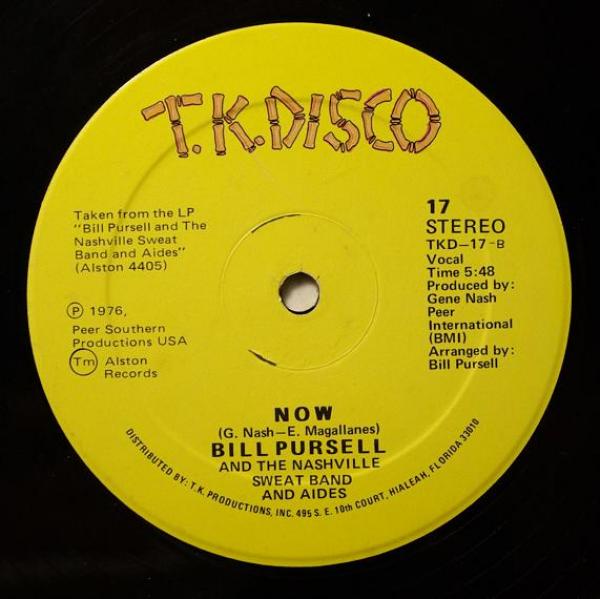 T.K.DISCO
Taken from the LP
"Bill Pursell and The
Nashville Sweat
Band and Aides"
(Alston 4405)
Ⓟ 1976,
Peer Southern
Productions USA
Tm Alston
Records
17
STEREO
TKD—17-B
Vocal
Time 5:48
Produced by:
Gene Nash
Peer
International
(BMI)
Arranged by:
Bill Pursell
NOW
(G. Nash—E. Magallanes)
BILL PURSELL
AND THE NASHVILLE
SWEAT BAND
AND AIDES
DISTRIBUTED BY: T.K. PRODUCTIONS, INC. 495 S. E. 10th COURT, HIALEAH, FLORIDA 33010